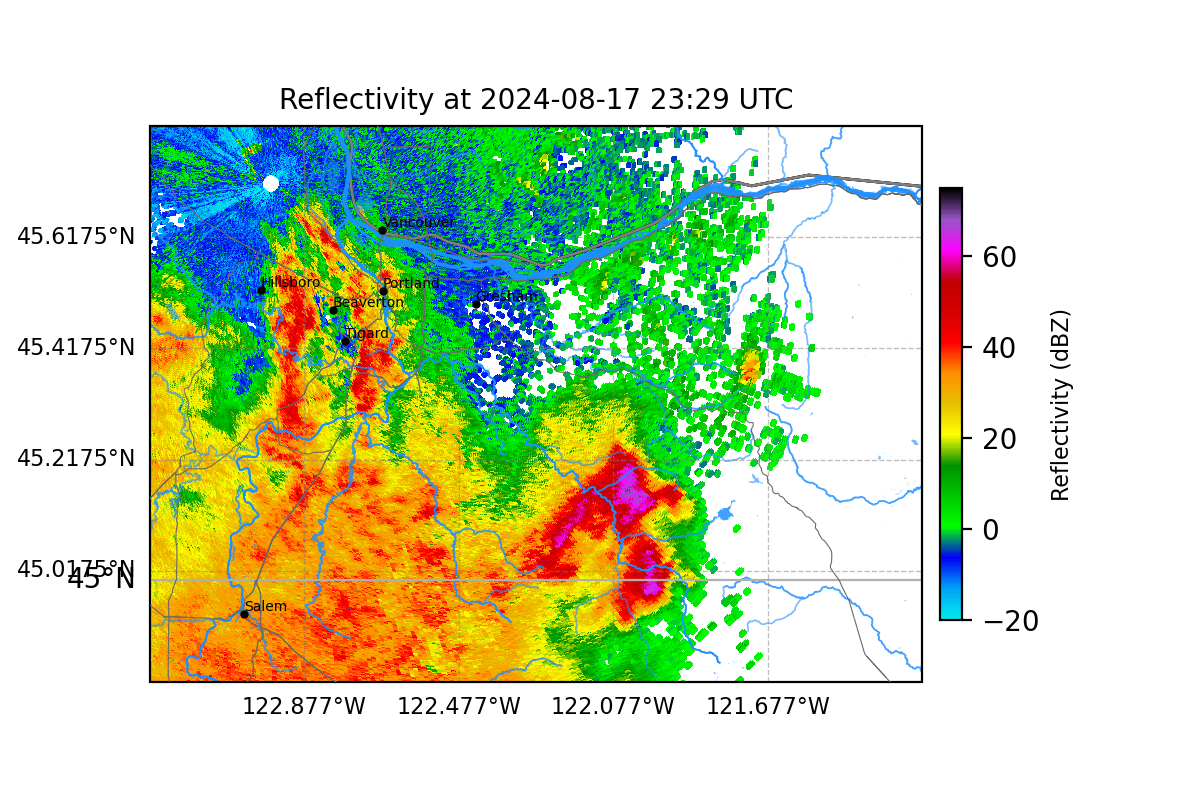 Reflectivity at 2024-08-17 23:29 UTC
Vancouver
45.6175°N
60
Hillsboro
Portland
Gresham
Beaverton
Tigard
45.4175°N
40
Reflectivity (dBZ)
20
45.2175°N
0
45.0175°N
45°N
Salem
−20
122.877°W 122.477°W 122.077°W 121.677°W